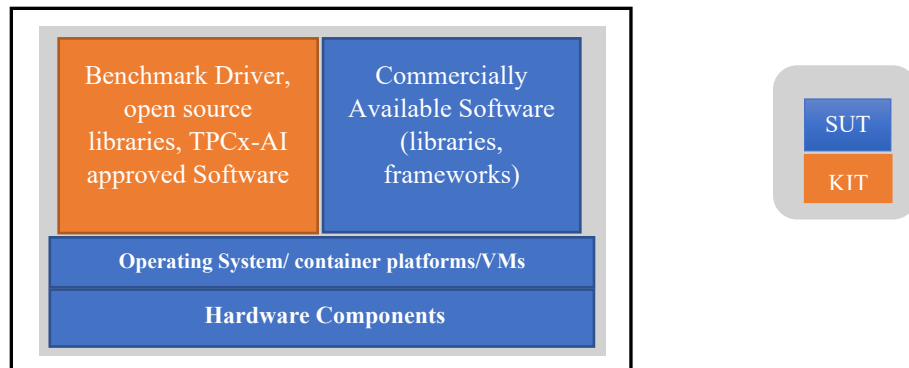 Benchmark Driver,
open source
libraries, TPCx-AI
approved Software
Commercially
Available Software
(libraries,
frameworks)
Operating System/ container platforms/VMs
Hardware Components
SUT
KIT